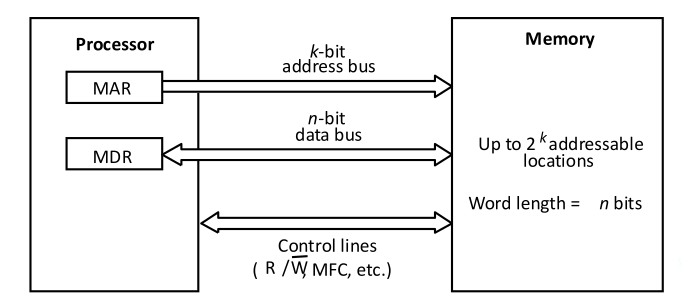 Processor
Memory
k-bit
address bus
MAR
n-bit
data bus
MDR
Up to 2 k addressable
locations
Word length = n bits
Control lines
( R / W̅, MFC, etc.)